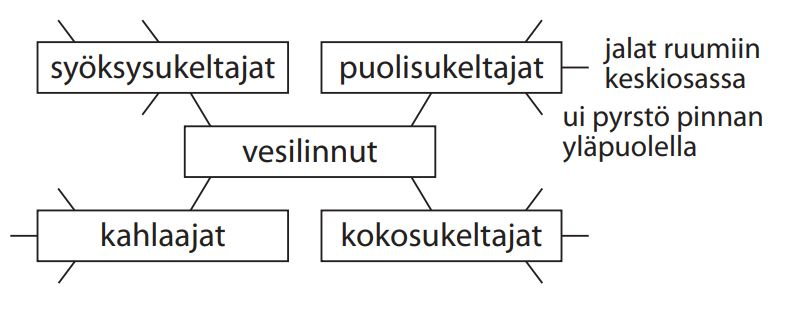 syöksysukeltajat
puolisukeltajat
jalat ruumiin
keskiosassa
ui pyrstö pinnan
yläpuolella
vesilinnut
kahlaajat
kokosukeltajat